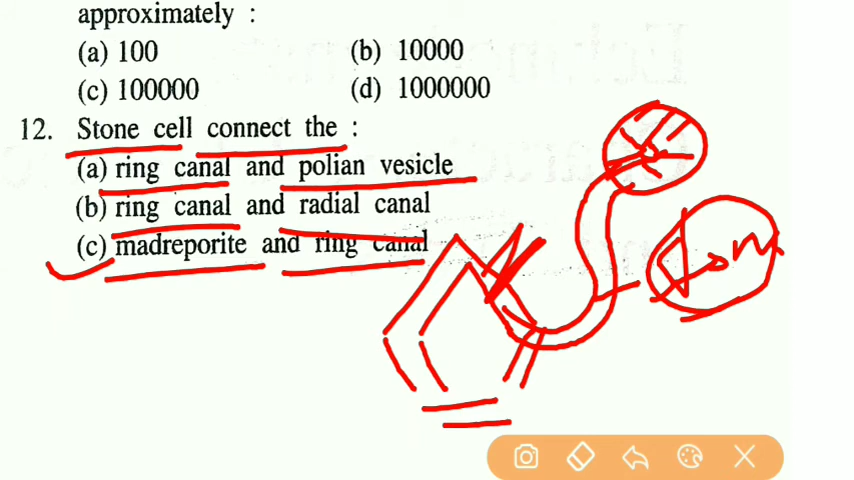 approximately :
(a) 100 (b) 10000
(c) 100000 (d) 1000000
12. Stone cell connect the :
(a) ring canal and polian vesicle
(b) ring canal and radial canal
(c) madreporite and ring canal